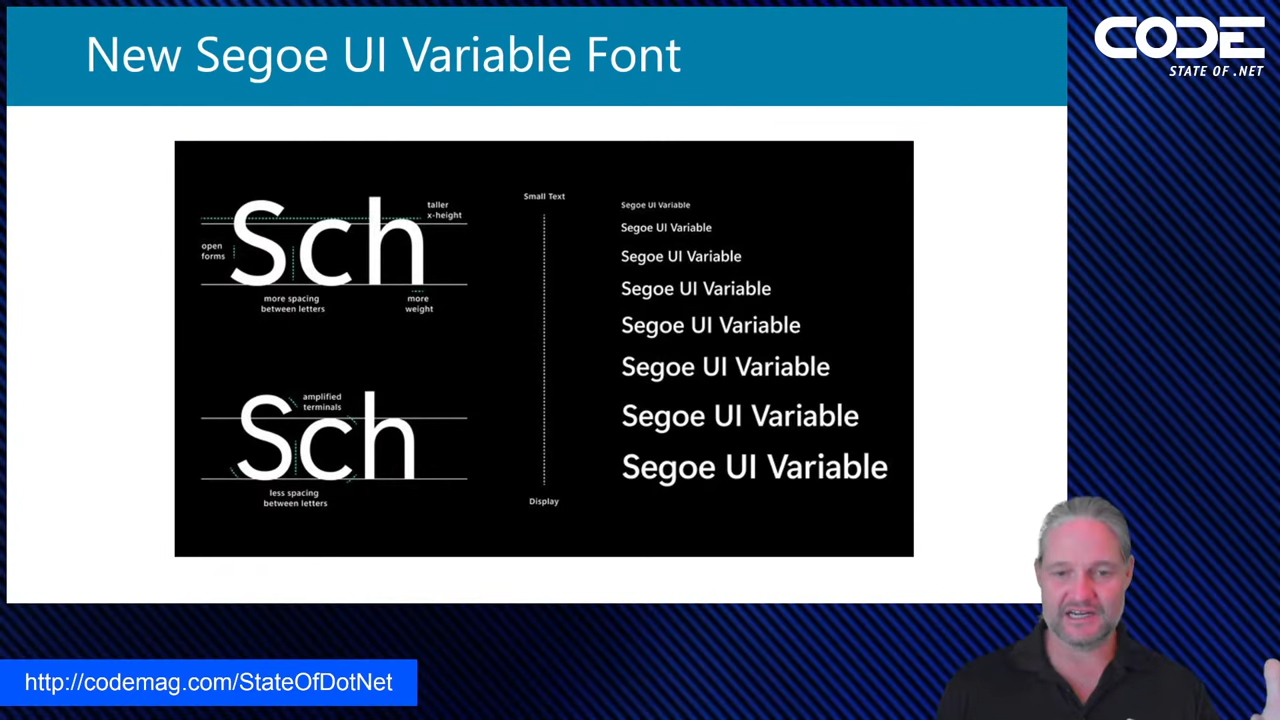 New Segoe UI Variable Font
CODE
STATE OF .NET
Sch
taller
x-height
open
forms
more spacing
between letters
more
weight
Sch
amplified
terminals
less spacing
between letters
Small Text
Display
Segoe UI Variable
Segoe UI Variable
Segoe UI Variable
Segoe UI Variable
Segoe UI Variable
Segoe UI Variable
Segoe UI Variable
Segoe UI Variable
http://codemag.com/StateOfDotNet